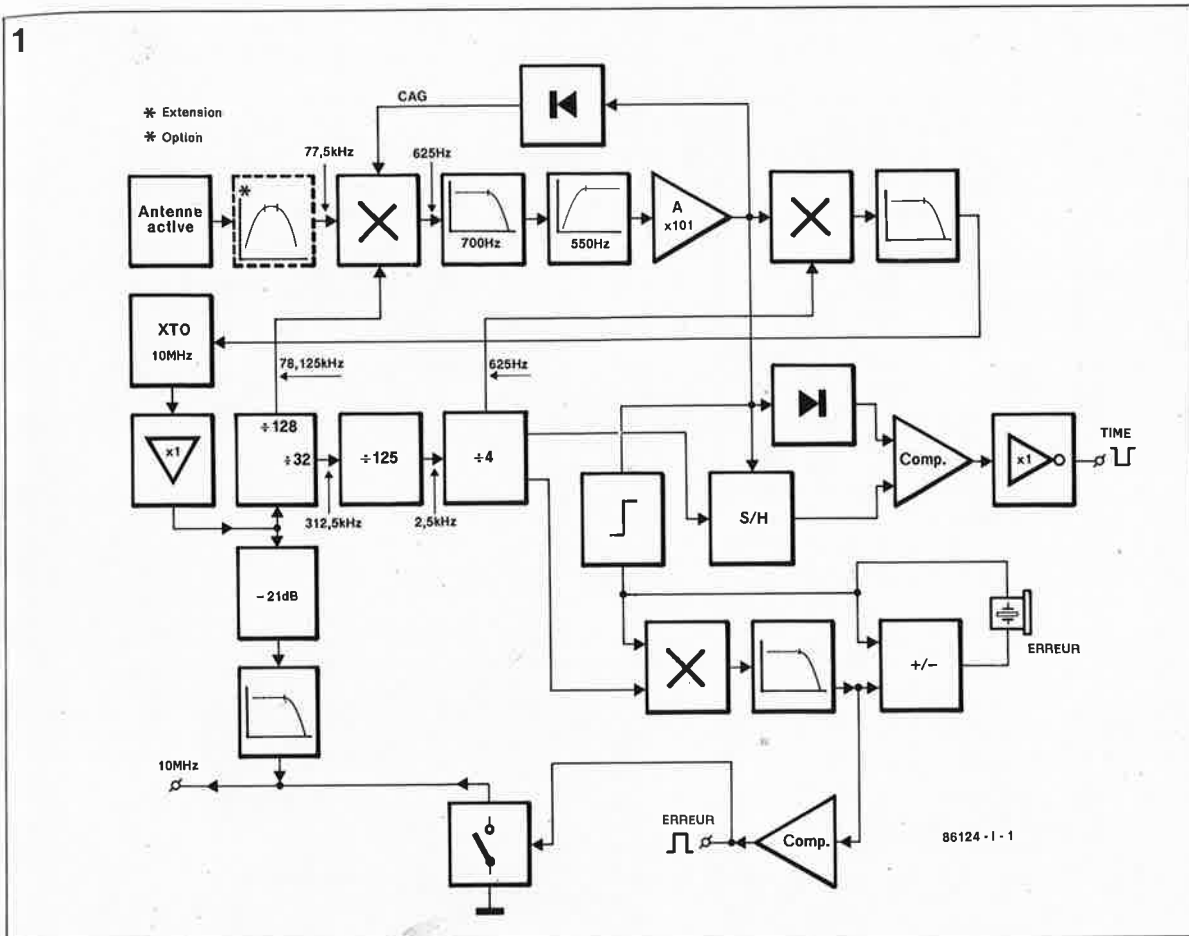 1
* Extension
* Option
CAG
77,5kHz
625Hz
Antenne
active
*
700Hz
550Hz
A
x101
XTO
10MHz
78,125kHz
625Hz
x1
÷128
÷32
÷125
÷4
312,5kHz
2,5kHz
S/H
Comp.
x1
TIME
-21dB
+/-
ERREUR
10MHz
ERREUR
Comp.
86124 - I - 1